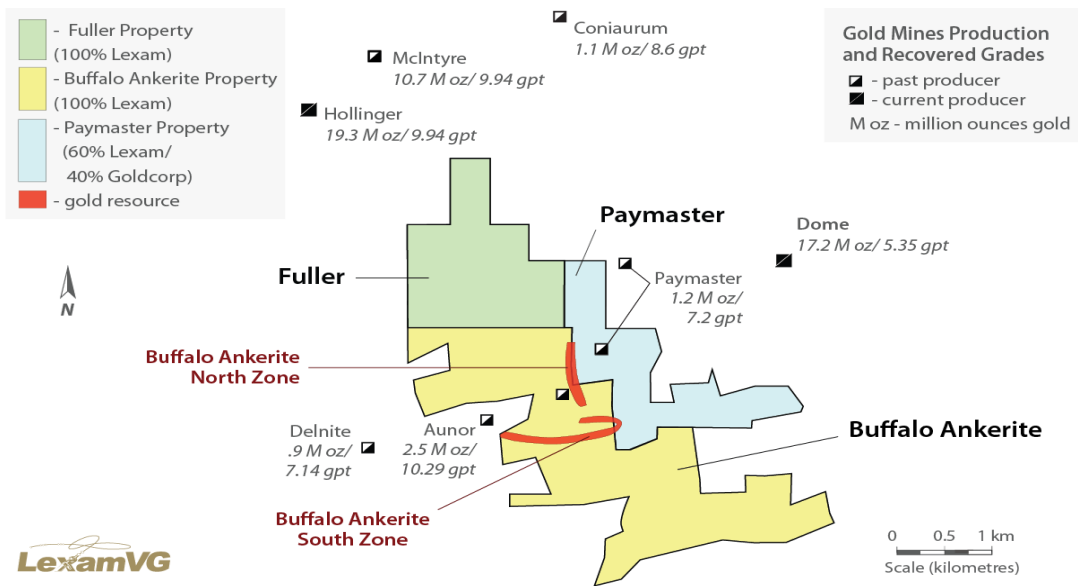 - Fuller Property
(100% Lexam)
- Buffalo Ankerite Property
(100% Lexam)
- Paymaster Property
(60% Lexam/
40% Goldcorp)
- gold resource
Coniaurum
1.1 M oz/ 8.6 gpt
McIntyre
10.7 M oz/ 9.94 gpt
Hollinger
19.3 M oz/ 9.94 gpt
Gold Mines Production
and Recovered Grades
- past producer
- current producer
M oz - million ounces gold
Paymaster
Dome
17.2 M oz/ 5.35 gpt
Fuller
Paymaster
1.2 M oz/
7.2 gpt
N
Buffalo Ankerite
North Zone
Delnite
.9 M oz/
7.14 gpt
Aunor
2.5 M oz/
10.29 gpt
Buffalo Ankerite
Buffalo Ankerite
South Zone
LexamVG
0 0.5 1 km
Scale (kilometres)